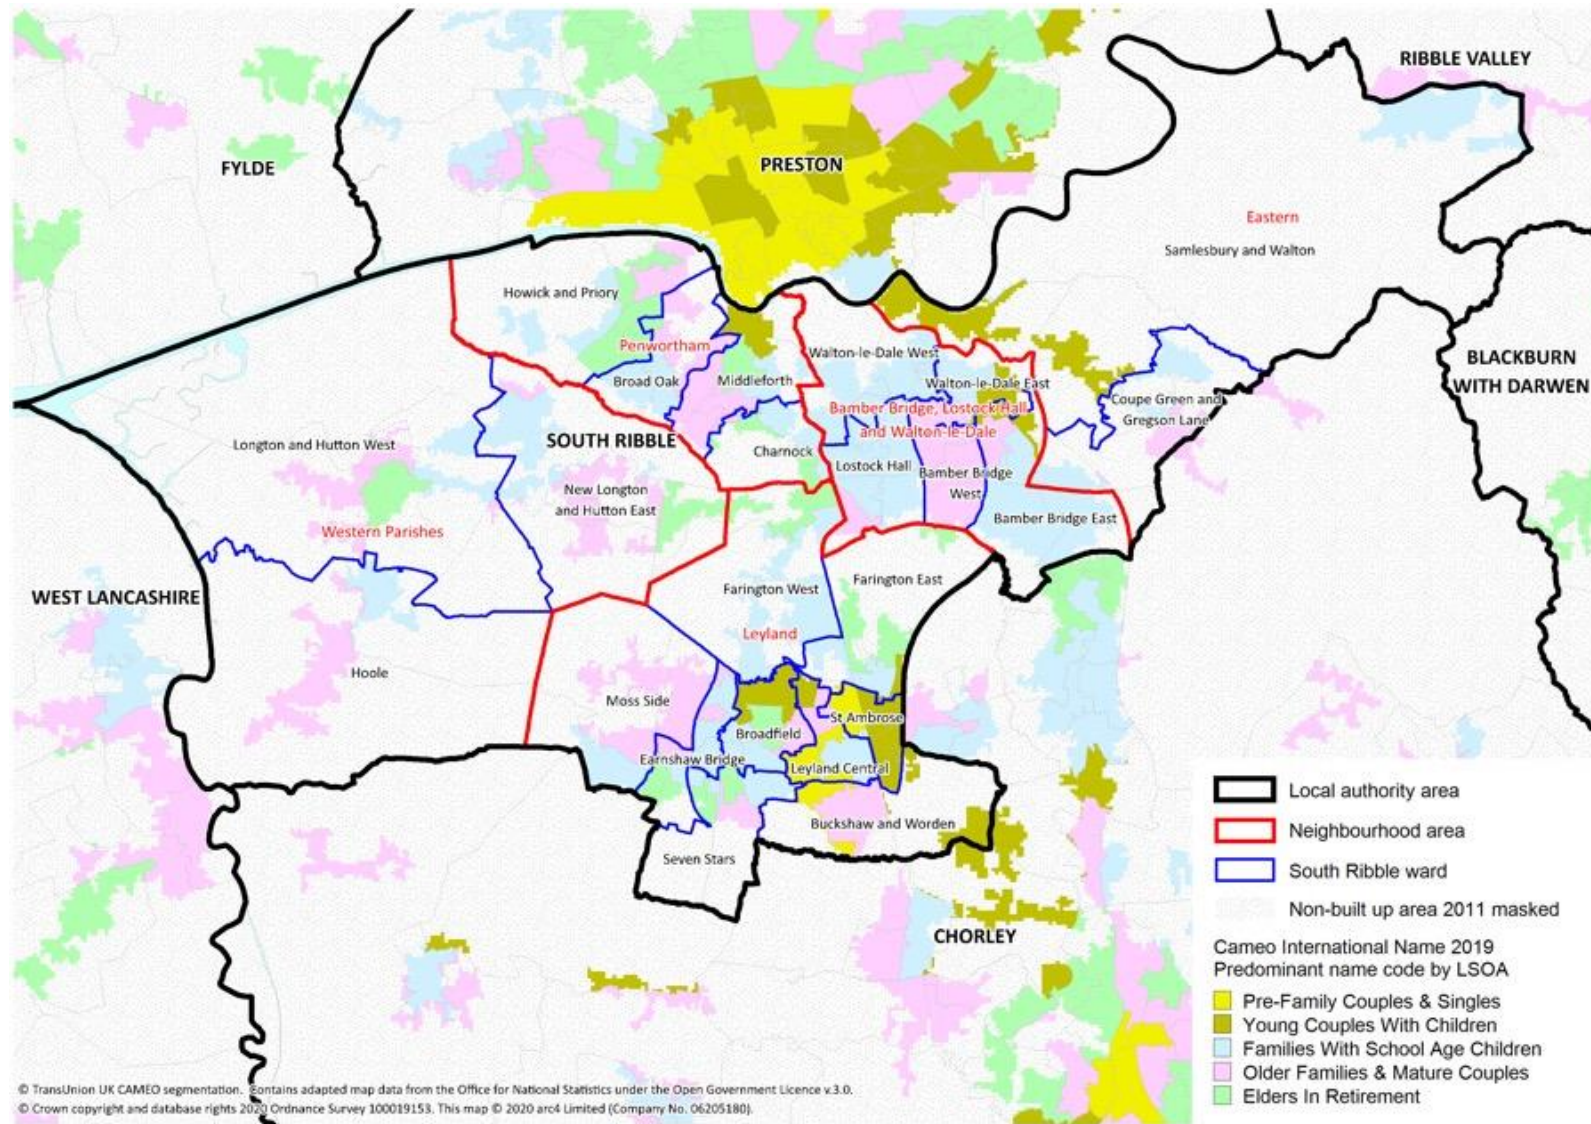 RIBBLE VALLEY
FYLDE
PRESTON
Eastern
Samlesbury and Walton
Howick and Priory
Penwortham
Walton-le-Dale West
BLACKBURN
WITH DARWEN
Broad Oak
Middleforth
Walton-le-Dale East
Coupe Green and
Gregson Lane
Bamber Bridge, Lostock Hall
and Walton-le-Dale
Longton and Hutton West
SOUTH RIBBLE
Charnock
Lostock Hall
Bamber Bridge
West
New Longton
and Hutton East
Bamber Bridge East
Western Parishes
Farington West
Farington East
WEST LANCASHIRE
Leyland
Hoole
Moss Side
St Ambrose
Broadfield
Earnshaw Bridge
Leyland Central
Buckshaw and Worden
Seven Stars
CHORLEY
Local authority area
Neighbourhood area
South Ribble ward
Non-built up area 2011 masked
Cameo International Name 2019
Predominant name code by LSOA
Pre-Family Couples & Singles
Young Couples With Children
Families With School Age Children
Older Families & Mature Couples
Elders In Retirement
© TransUnion UK CAMEO segmentation. Contains adapted map data from the Office for National Statistics under the Open Government Licence v.3.0.
© Crown copyright and database rights 2020 Ordnance Survey 100019153. This map © 2020 arc4 Limited (Company No. 06205180).